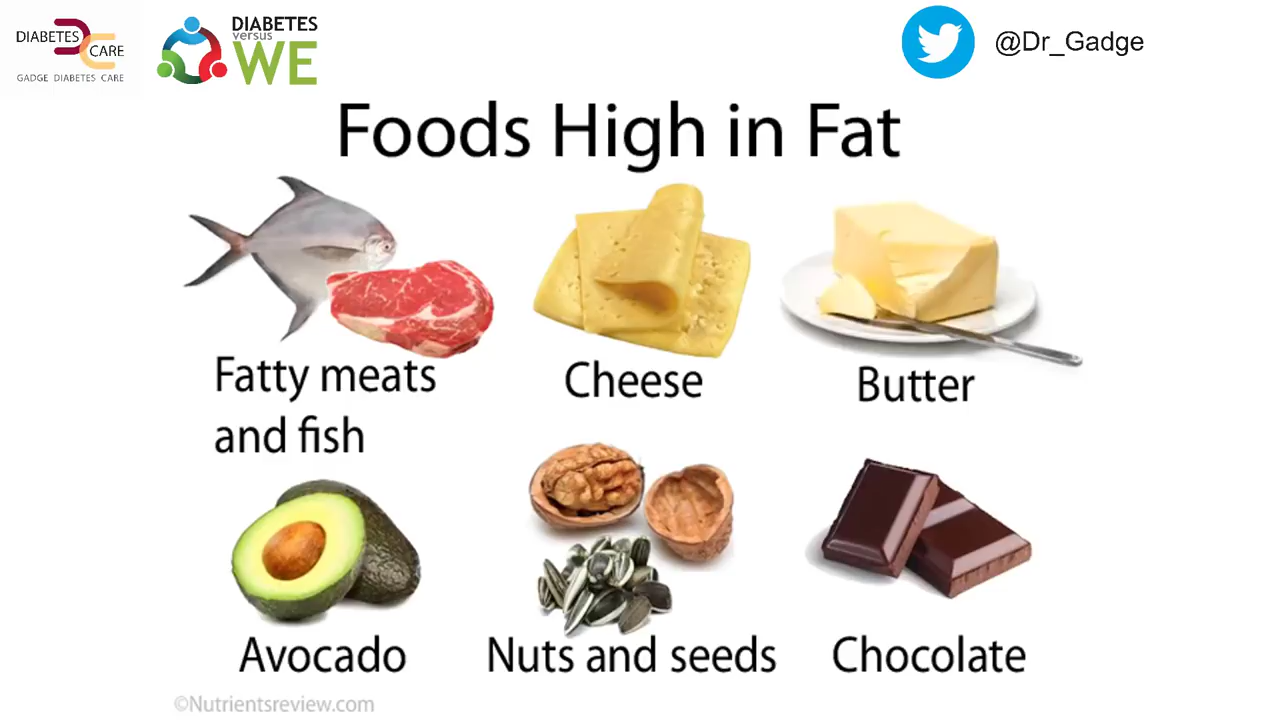 DIABETES
CARE
GADGE DIABETES CARE
DIABETES
versus
WE
@Dr_Gadge
Foods High in Fat
Fatty meats
and fish
Cheese
Butter
Avocado
Nuts and seeds
Chocolate
©Nutrientsreview.com